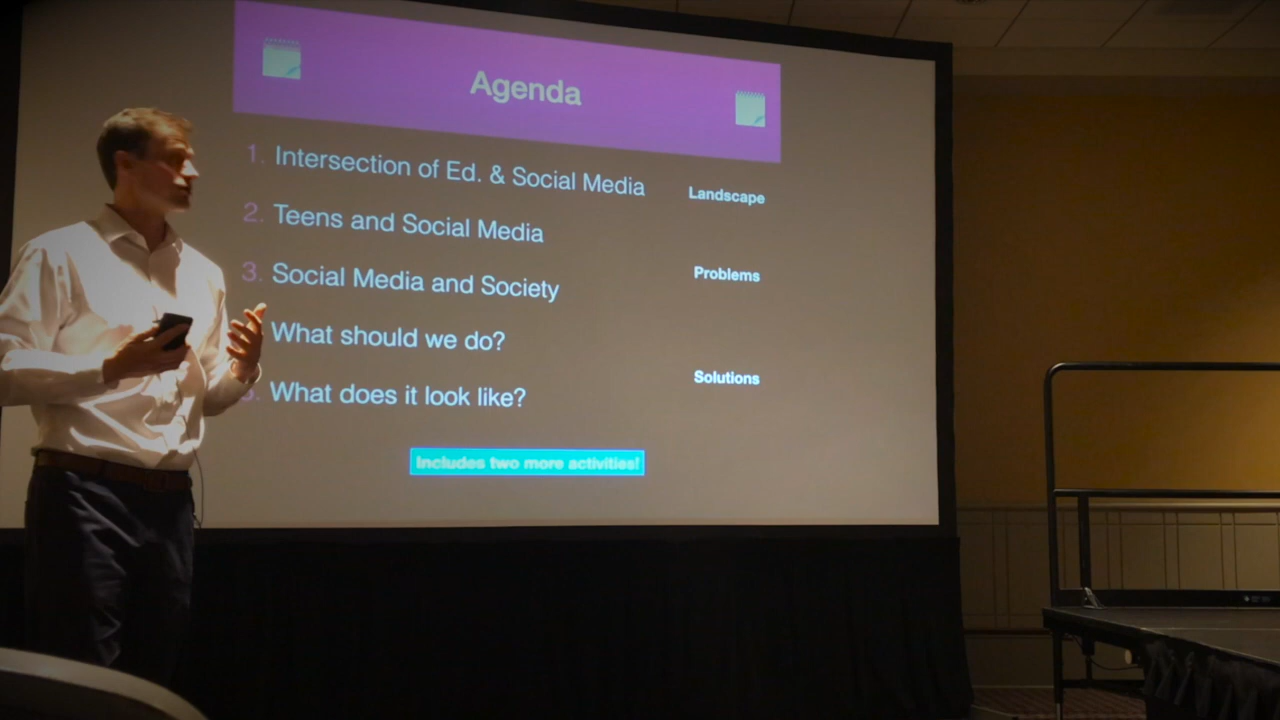 Agenda
1. Intersection of Ed. & Social Media
Landscape
2. Teens and Social Media
3. Social Media and Society
Problems
What should we do?
5. What does it look like?
Solutions
Includes two more activities!